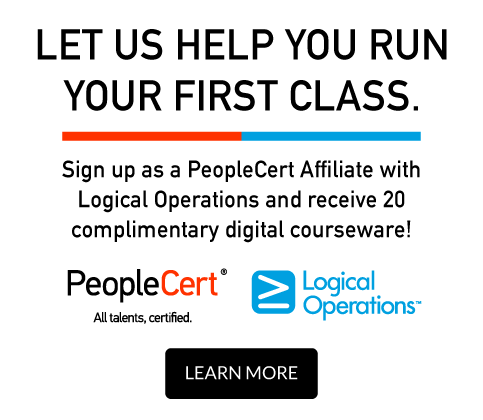 LET US HELP YOU RUN
YOUR FIRST CLASS.
Sign up as a PeopleCert Affiliate with
Logical Operations and receive 20
complimentary digital courseware!
PeopleCert®
All talents, certified.
Logical
Operations™
LEARN MORE